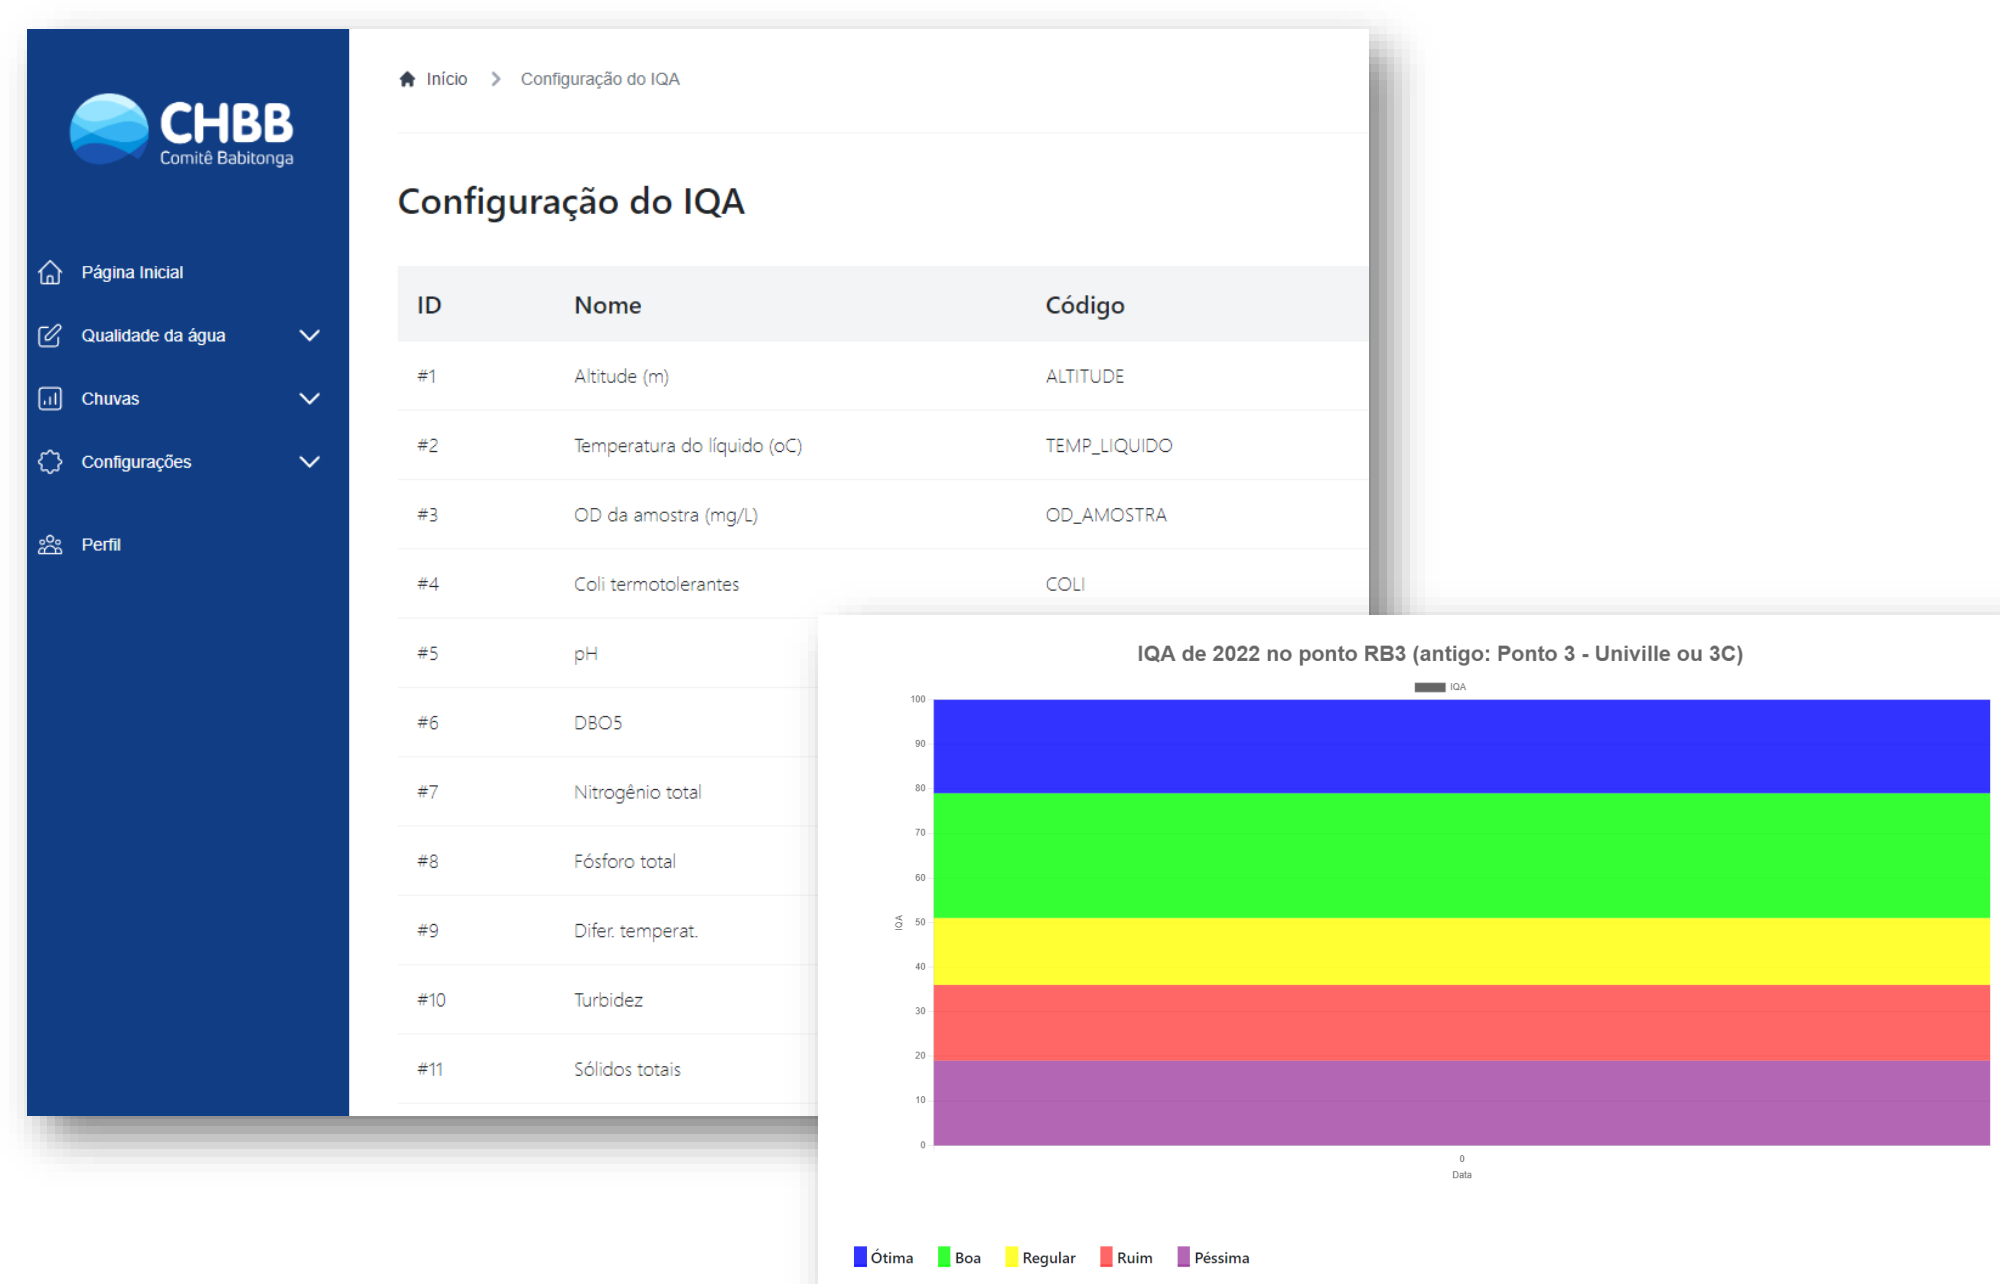 CHBB
Comitê Babitonga
Página Inicial
Qualidade da água
Chuvas
Configurações
Perfil
Início > Configuração do IQA
Configuração do IQA
ID Nome Código
#1 Altitude (m) ALTITUDE
#2 Temperatura do líquido (oC) TEMP_LIQUIDO
#3 OD da amostra (mg/L) OD_AMOSTRA
#4 Coli termotolerantes COLI
#5 pH
#6 DBO5
#7 Nitrogênio total
#8 Fósforo total
#9 Difer. temperat.
#10 Turbidez
#11 Sólidos totais
IQA de 2022 no ponto RB3 (antigo: Ponto 3 - Univille ou 3C)
IQA
100
90
80
70
60
50
40
30
20
10
0
IQA
0
Data
Ótima Boa Regular Ruim Péssima